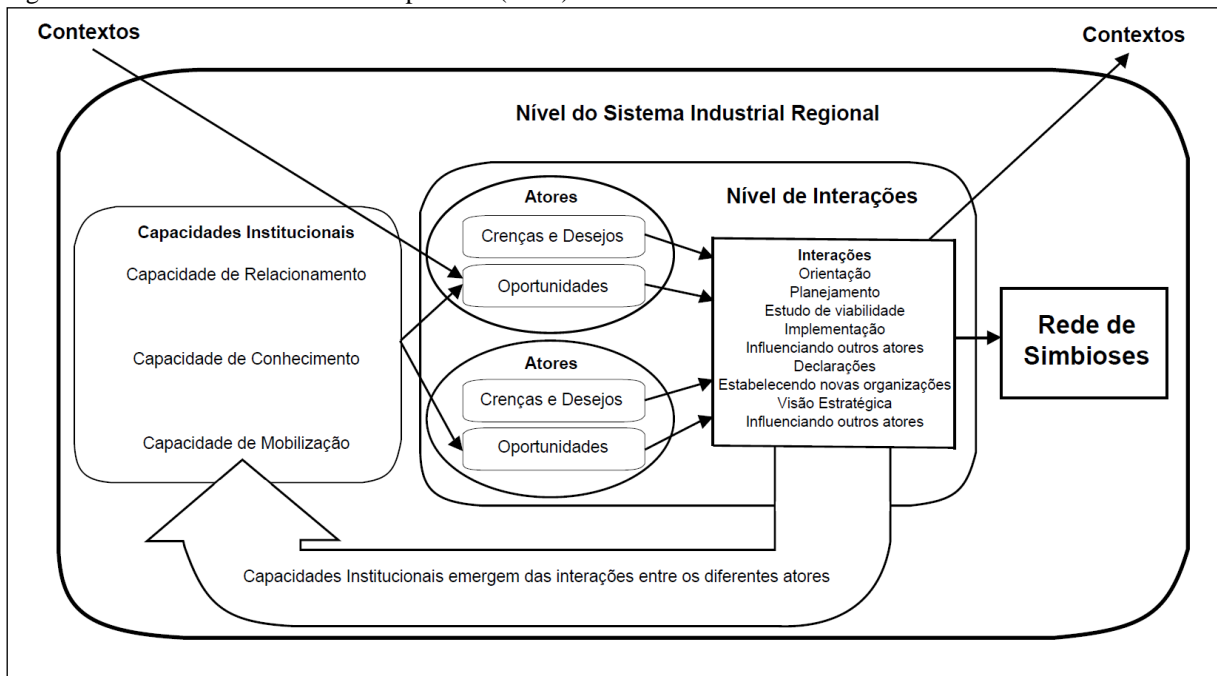 Contextos
Contextos
Nível do Sistema Industrial Regional
Capacidades Institucionais
Capacidade de Relacionamento
Capacidade de Conhecimento
Capacidade de Mobilização
Atores
Crenças e Desejos
Oportunidades
Atores
Crenças e Desejos
Oportunidades
Nível de Interações
Interações
Orientação
Planejamento
Estudo de viabilidade
Implementação
Influenciando outros atores
Declarações
Estabelecendo novas organizações
Visão Estratégica
Influenciando outros atores
Rede de
Simbioses
Capacidades Institucionais emergem das interações entre os diferentes atores